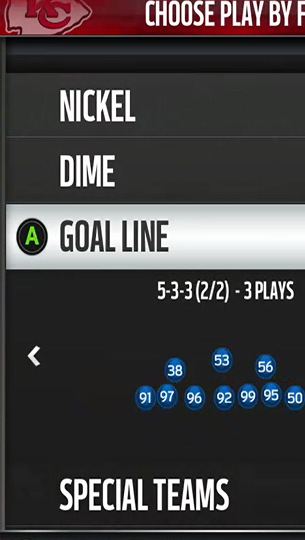 KC
CHOOSE PLAY BY F
NICKEL
DIME
A GOAL LINE
5-3-3 (2/2) - 3 PLAYS
53
38 56
91 97 96 92 99 95 50
SPECIAL TEAMS